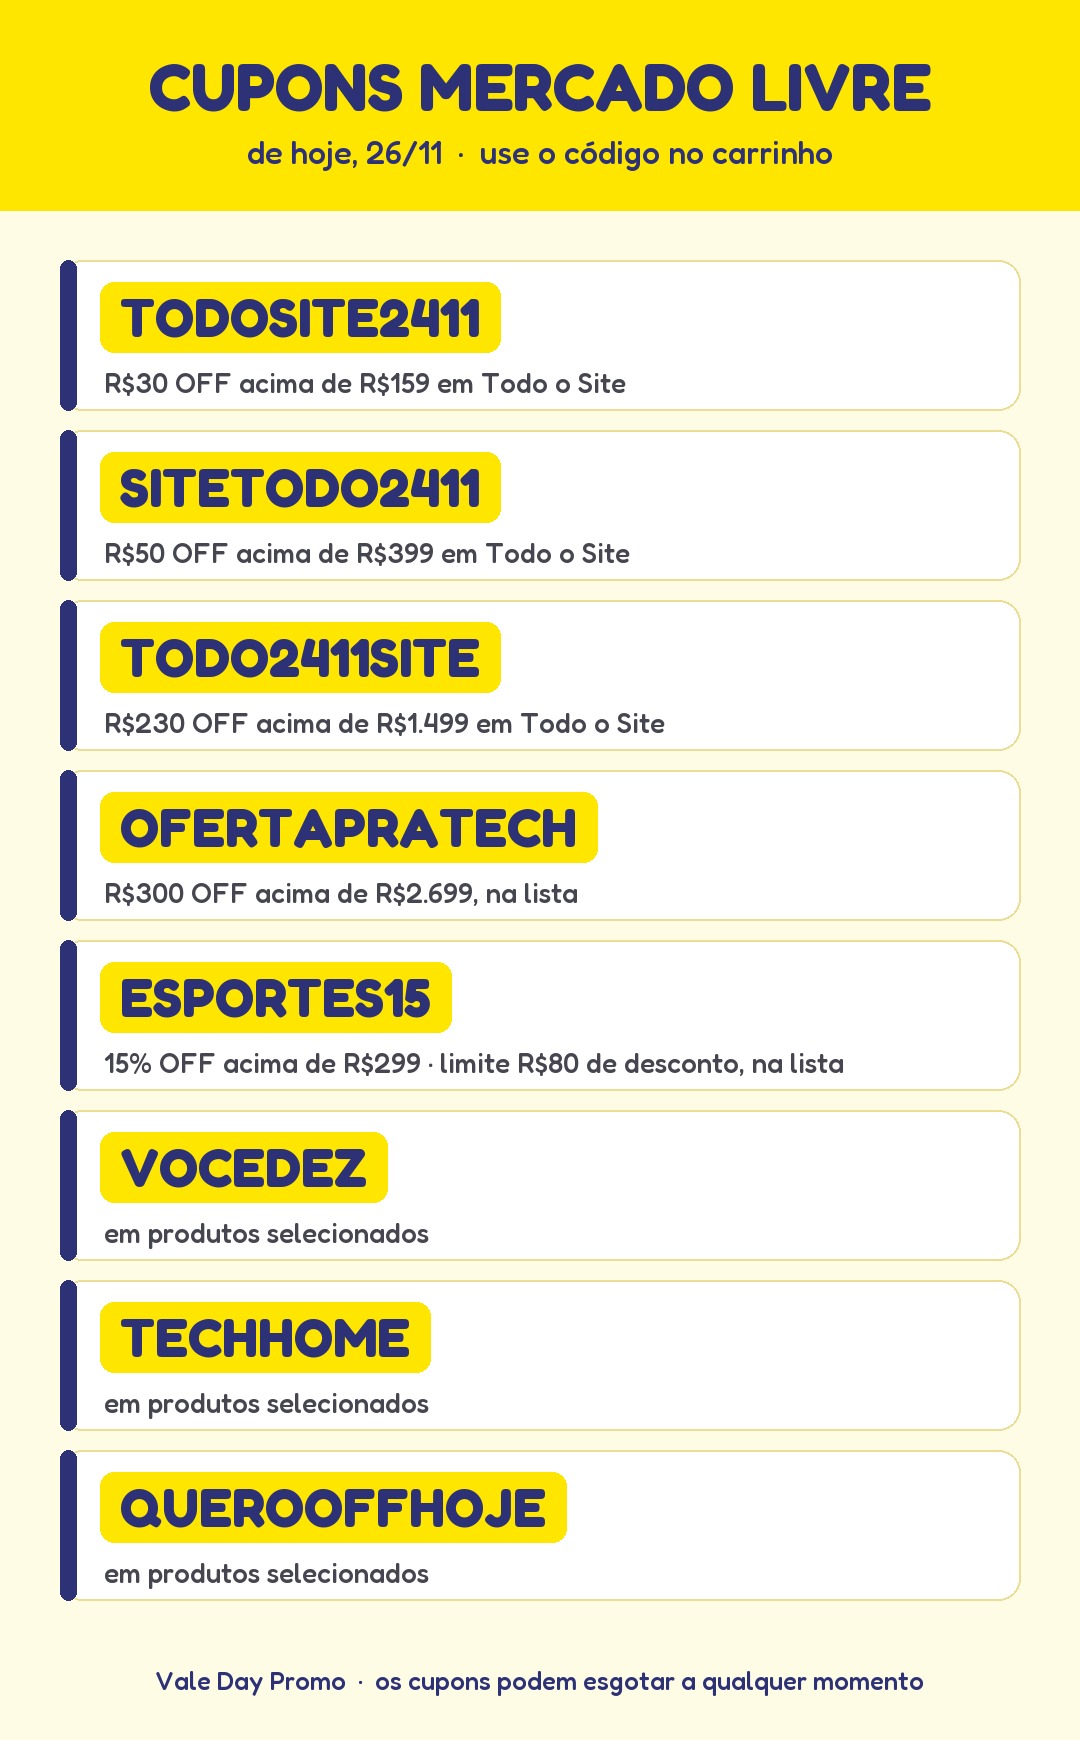 CUPONS MERCADO LIVRE
de hoje, 26/11 · use o código no carrinho
TODOSITE2411
R$30 OFF acima de R$159 em Todo o Site
SITETODO2411
R$50 OFF acima de R$399 em Todo o Site
TODO2411SITE
R$230 OFF acima de R$1.499 em Todo o Site
OFERTAPRATECH
R$300 OFF acima de R$2.699, na lista
ESPORTES15
15% OFF acima de R$299 · limite R$80 de desconto, na lista
VOCEDEZ
em produtos selecionados
TECHHOME
em produtos selecionados
QUEROOFFHOJE
em produtos selecionados
Vale Day Promo · os cupons podem esgotar a qualquer momento